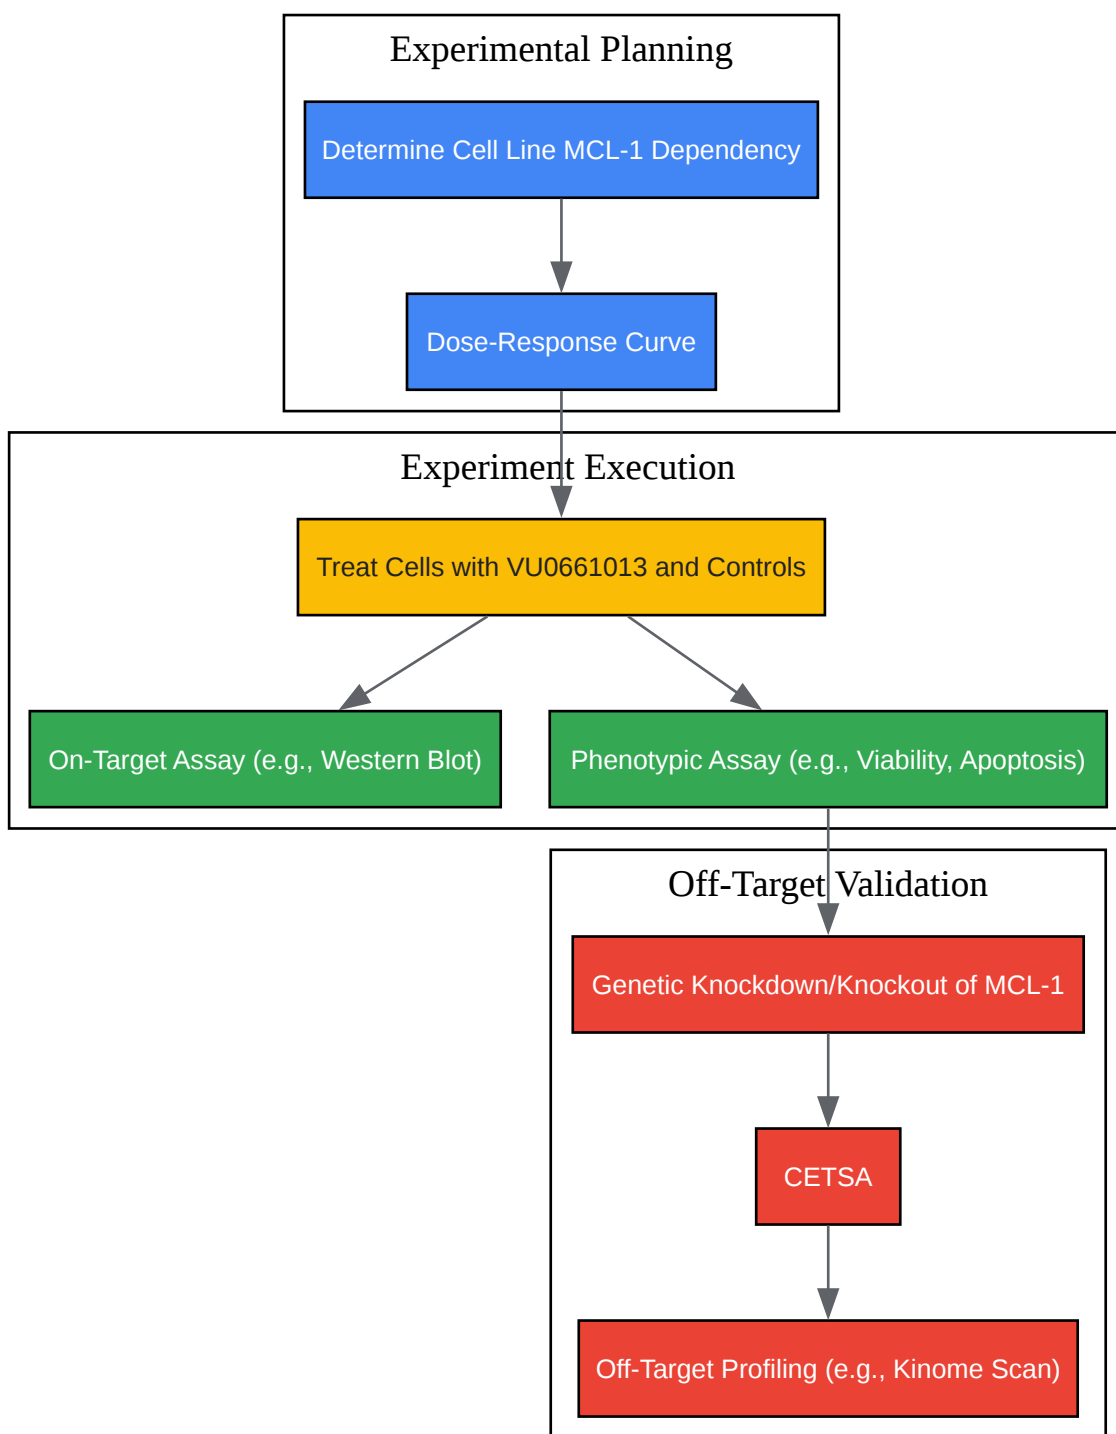 Experimental Planning
Determine Cell Line MCL-1 Dependency
Dose-Response Curve
Experiment Execution
Treat Cells with VU0661013 and Controls
On-Target Assay (e.g., Western Blot)
Phenotypic Assay (e.g., Viability, Apoptosis)
Off-Target Validation
Genetic Knockdown/Knockout of MCL-1
CETSA
Off-Target Profiling (e.g., Kinome Scan)